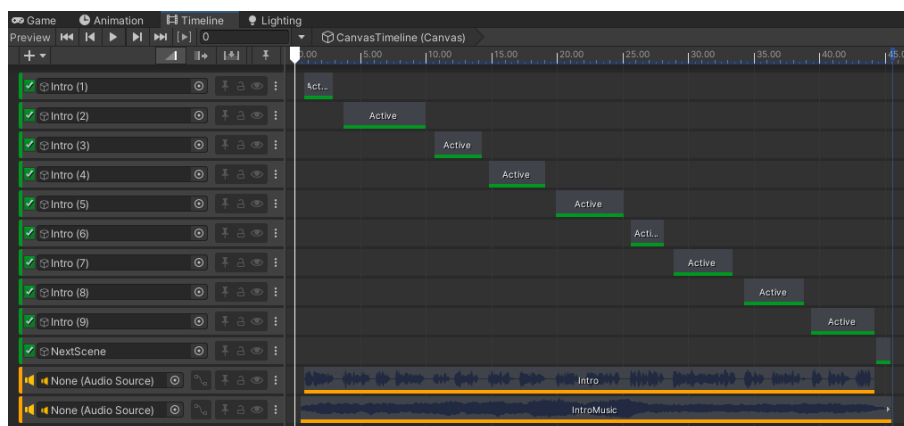 Game Animation Timeline Lighting
Preview 0 CanvasTimeline (Canvas)
0.00 5.00 10.00 15.00 20.00 25.00 30.00 35.00 40.00 45.0
Intro (1) Act...
Intro (2) Active
Intro (3) Active
Intro (4) Active
Intro (5) Active
Intro (6) Acti...
Intro (7) Active
Intro (8) Active
Intro (9) Active
NextScene
None (Audio Source) Intro
None (Audio Source) IntroMusic